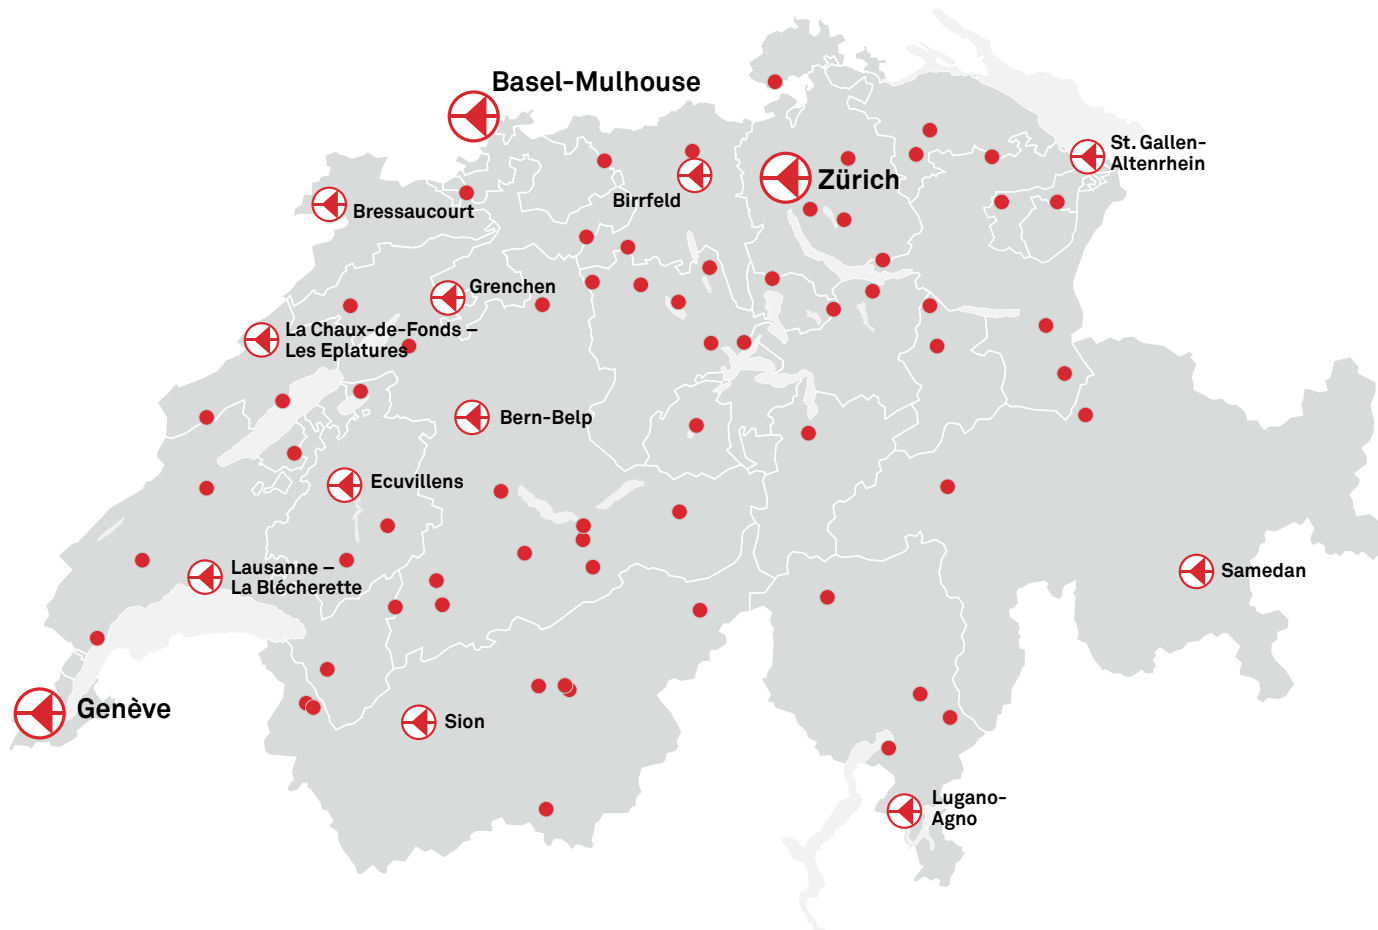 Basel-Mulhouse
St. Gallen-
Altenrhein
Zürich
Birrfeld
Bressaucourt
Grenchen
La Chaux-de-Fonds –
Les Eplatures
Bern-Belp
Ecuvillens
Lausanne –
La Blécherette
Samedan
Genève
Sion
Lugano-
Agno